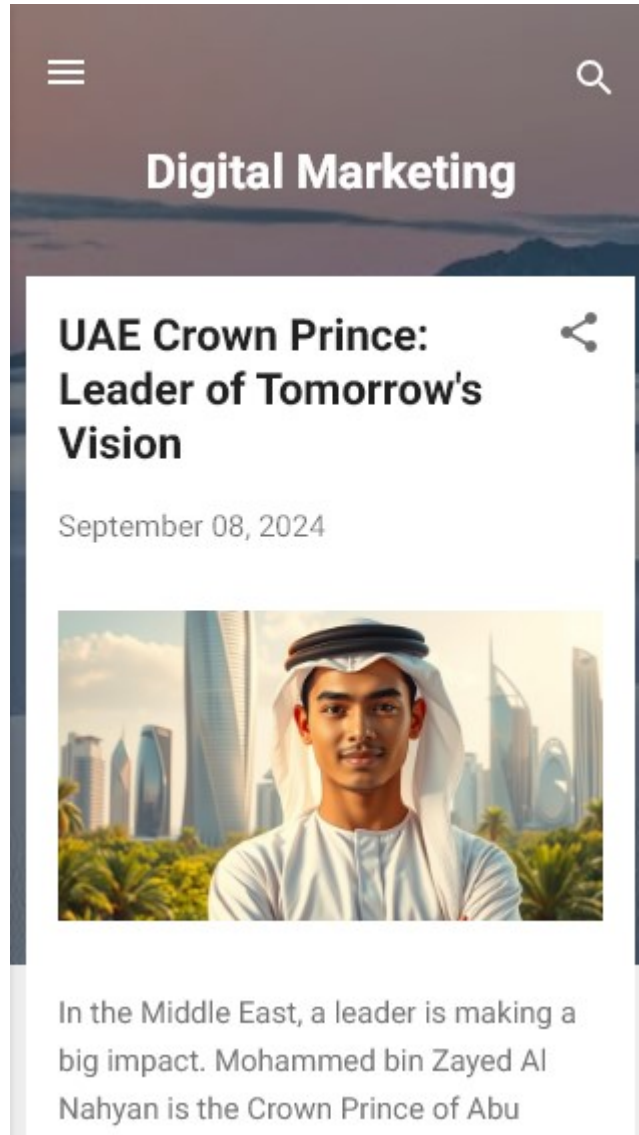 Digital Marketing
UAE Crown Prince:
Leader of Tomorrow's
Vision
September 08, 2024
In the Middle East, a leader is making a
big impact. Mohammed bin Zayed Al
Nahyan is the Crown Prince of Abu